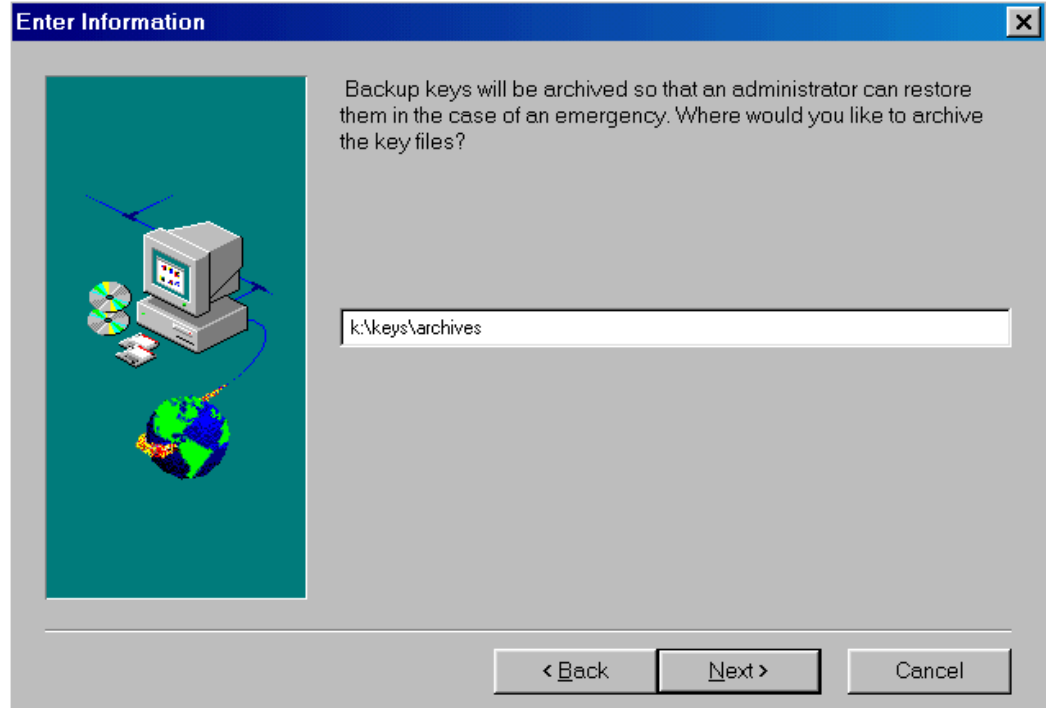 Enter Information
Backup keys will be archived so that an administrator can restore
them in the case of an emergency. Where would you like to archive
the key files?
k:\keys\archives
< Back
Next >
Cancel